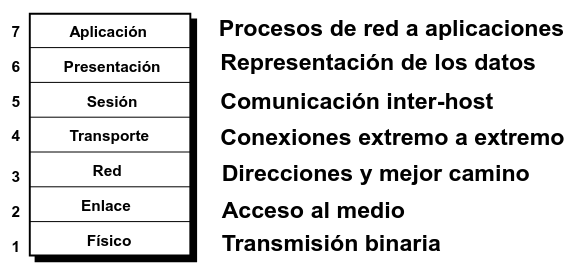 7 Aplicación Procesos de red a aplicaciones
6 Presentación Representación de los datos
5 Sesión Comunicación inter-host
4 Transporte Conexiones extremo a extremo
3 Red Direcciones y mejor camino
2 Enlace Acceso al medio
1 Físico Transmisión binaria